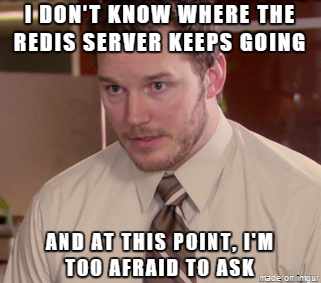 I DON'T KNOW WHERE THE
REDIS SERVER KEEPS GOING
AND AT THIS POINT, I'M
TOO AFRAID TO ASK
made on imgur